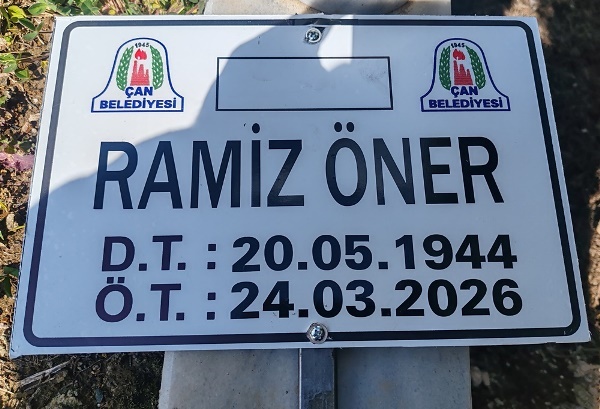 1945
ÇAN
BELEDİYESİ
1945
ÇAN
BELEDİYESİ
RAMİZ ÖNER
D.T. : 20.05.1944
Ö.T. : 24.03.2026